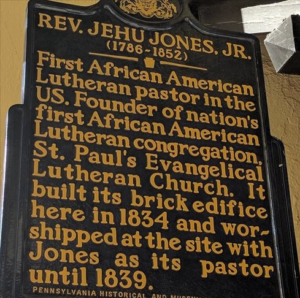 REV. JEHU JONES, JR.
(1786-1852)
First African American
Lutheran pastor in the
US. Founder of nation's
first African American
Lutheran congregation,
St. Paul's Evangelical
Lutheran Church. It
built its brick edifice
here in 1834 and wor-
shipped at the site with
Jones as its pastor
until 1839.
PENNSYLVANIA HISTORICAL AND